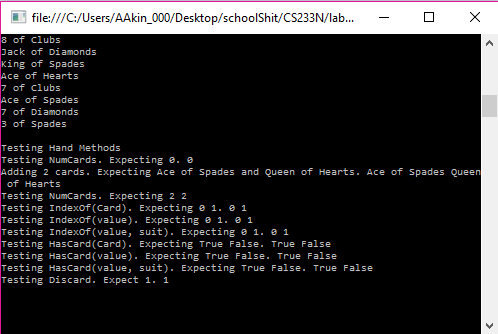 file:///C:/Users/AAkin_000/Desktop/schoolShit/CS233N/lab...
8 of Clubs
Jack of Diamonds
King of Spades
Ace of Hearts
7 of Clubs
Ace of Spades
7 of Diamonds
3 of Spades
Testing Hand Methods
Testing NumCards. Expecting 0. 0
Adding 2 cards. Expecting Ace of Spades and Queen of Hearts. Ace of Spades Queen
 of Hearts
Testing NumCards. Expecting 2 2
Testing IndexOf(Card). Expecting 0 1. 0 1
Testing IndexOf(value). Expecting 0 1. 0 1
Testing IndexOf(value, suit). Expecting 0 1. 0 1
Testing HasCard(Card). Expecting True False. True False
Testing HasCard(value). Expecting True False. True False
Testing HasCard(value, suit). Expecting True False. True False
Testing Discard. Expect 1. 1